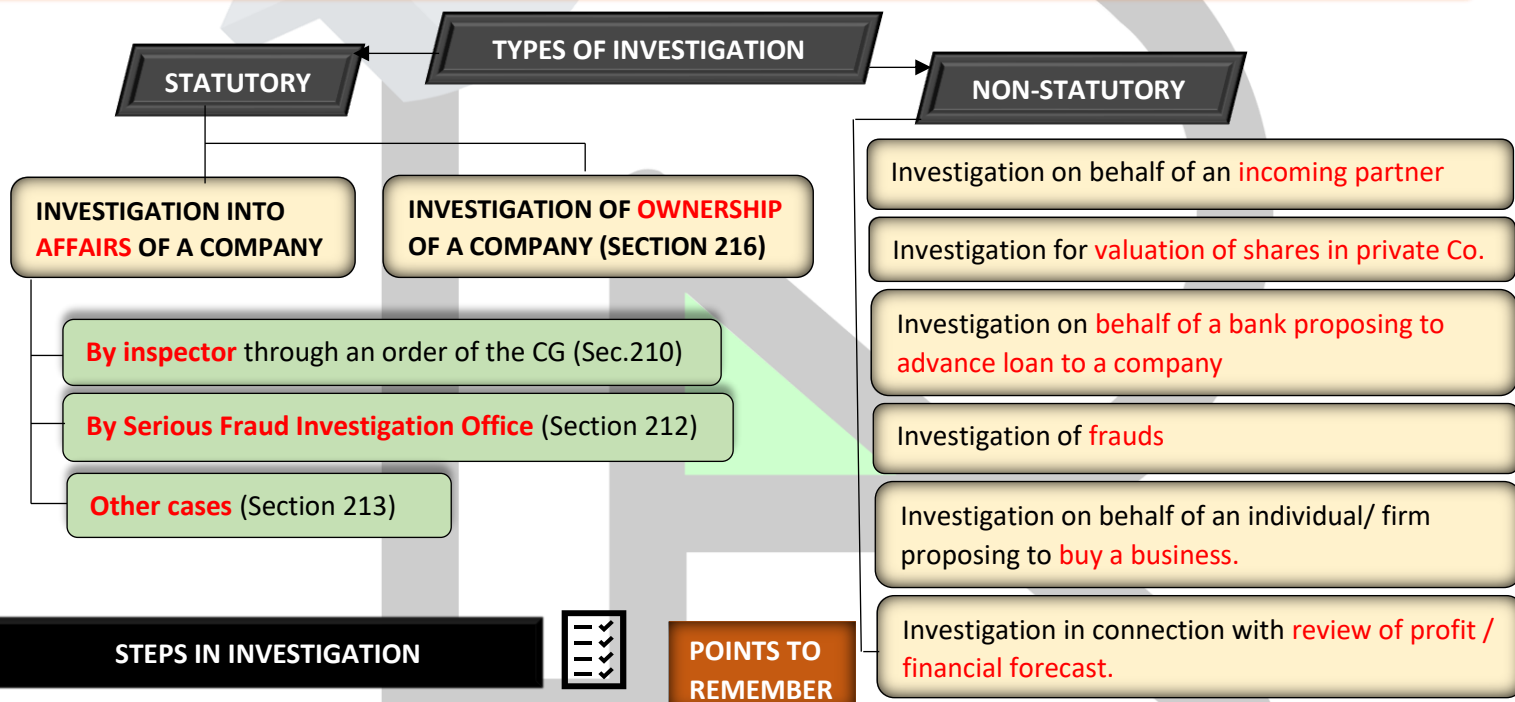 TYPES OF INVESTIGATION
STATUTORY
NON-STATUTORY
INVESTIGATION INTO
AFFAIRS OF A COMPANY
INVESTIGATION OF OWNERSHIP
OF A COMPANY (SECTION 216)
By inspector through an order of the CG (Sec.210)
By Serious Fraud Investigation Office (Section 212)
Other cases (Section 213)
Investigation on behalf of an incoming partner
Investigation for valuation of shares in private Co.
Investigation on behalf of a bank proposing to
advance loan to a company
Investigation of frauds
Investigation on behalf of an individual/ firm
proposing to buy a business.
Investigation in connection with review of profit /
financial forecast.
STEPS IN INVESTIGATION
POINTS TO
REMEMBER